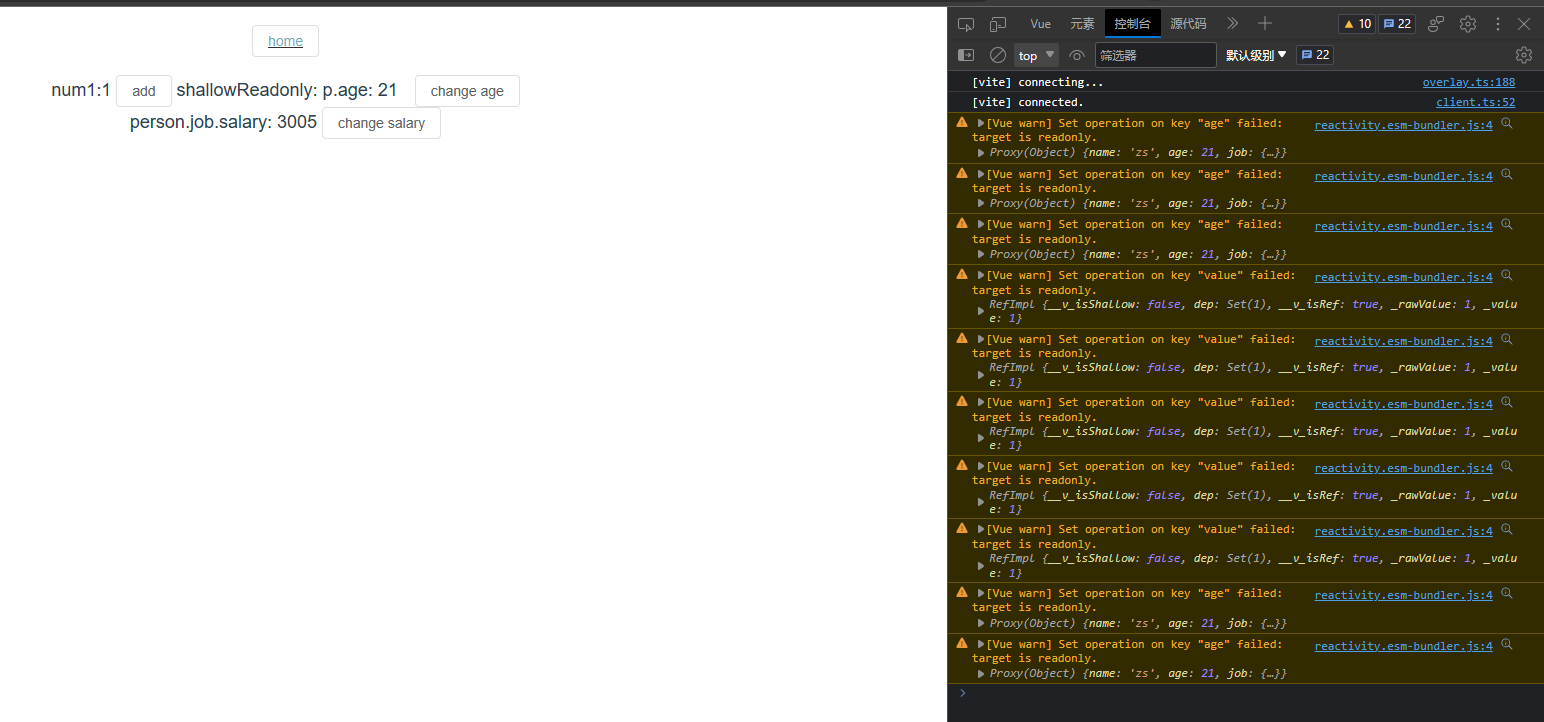 home
num1:1 add shallowReadonly: p.age: 21 change age
person.job.salary: 3005 change salary
Vue 元素 控制台 源代码 10 22
top 筛选器 默认级别 22
[vite] connecting... overlay.ts:188
[vite] connected. client.ts:52
[Vue warn] Set operation on key "age" failed: reactivity.esm-bundler.js:4
target is readonly.
Proxy(Object) {name: 'zs', age: 21, job: {…}}
[Vue warn] Set operation on key "age" failed: reactivity.esm-bundler.js:4
target is readonly.
Proxy(Object) {name: 'zs', age: 21, job: {…}}
[Vue warn] Set operation on key "age" failed: reactivity.esm-bundler.js:4
target is readonly.
Proxy(Object) {name: 'zs', age: 21, job: {…}}
[Vue warn] Set operation on key "value" failed: reactivity.esm-bundler.js:4
target is readonly.
RefImpl {__v_isShallow: false, dep: Set(1), __v_isRef: true, _rawValue: 1, _valu
e: 1}
[Vue warn] Set operation on key "value" failed: reactivity.esm-bundler.js:4
target is readonly.
RefImpl {__v_isShallow: false, dep: Set(1), __v_isRef: true, _rawValue: 1, _valu
e: 1}
[Vue warn] Set operation on key "value" failed: reactivity.esm-bundler.js:4
target is readonly.
RefImpl {__v_isShallow: false, dep: Set(1), __v_isRef: true, _rawValue: 1, _valu
e: 1}
[Vue warn] Set operation on key "value" failed: reactivity.esm-bundler.js:4
target is readonly.
RefImpl {__v_isShallow: false, dep: Set(1), __v_isRef: true, _rawValue: 1, _valu
e: 1}
[Vue warn] Set operation on key "value" failed: reactivity.esm-bundler.js:4
target is readonly.
RefImpl {__v_isShallow: false, dep: Set(1), __v_isRef: true, _rawValue: 1, _valu
e: 1}
[Vue warn] Set operation on key "age" failed: reactivity.esm-bundler.js:4
target is readonly.
Proxy(Object) {name: 'zs', age: 21, job: {…}}
[Vue warn] Set operation on key "age" failed: reactivity.esm-bundler.js:4
target is readonly.
Proxy(Object) {name: 'zs', age: 21, job: {…}}